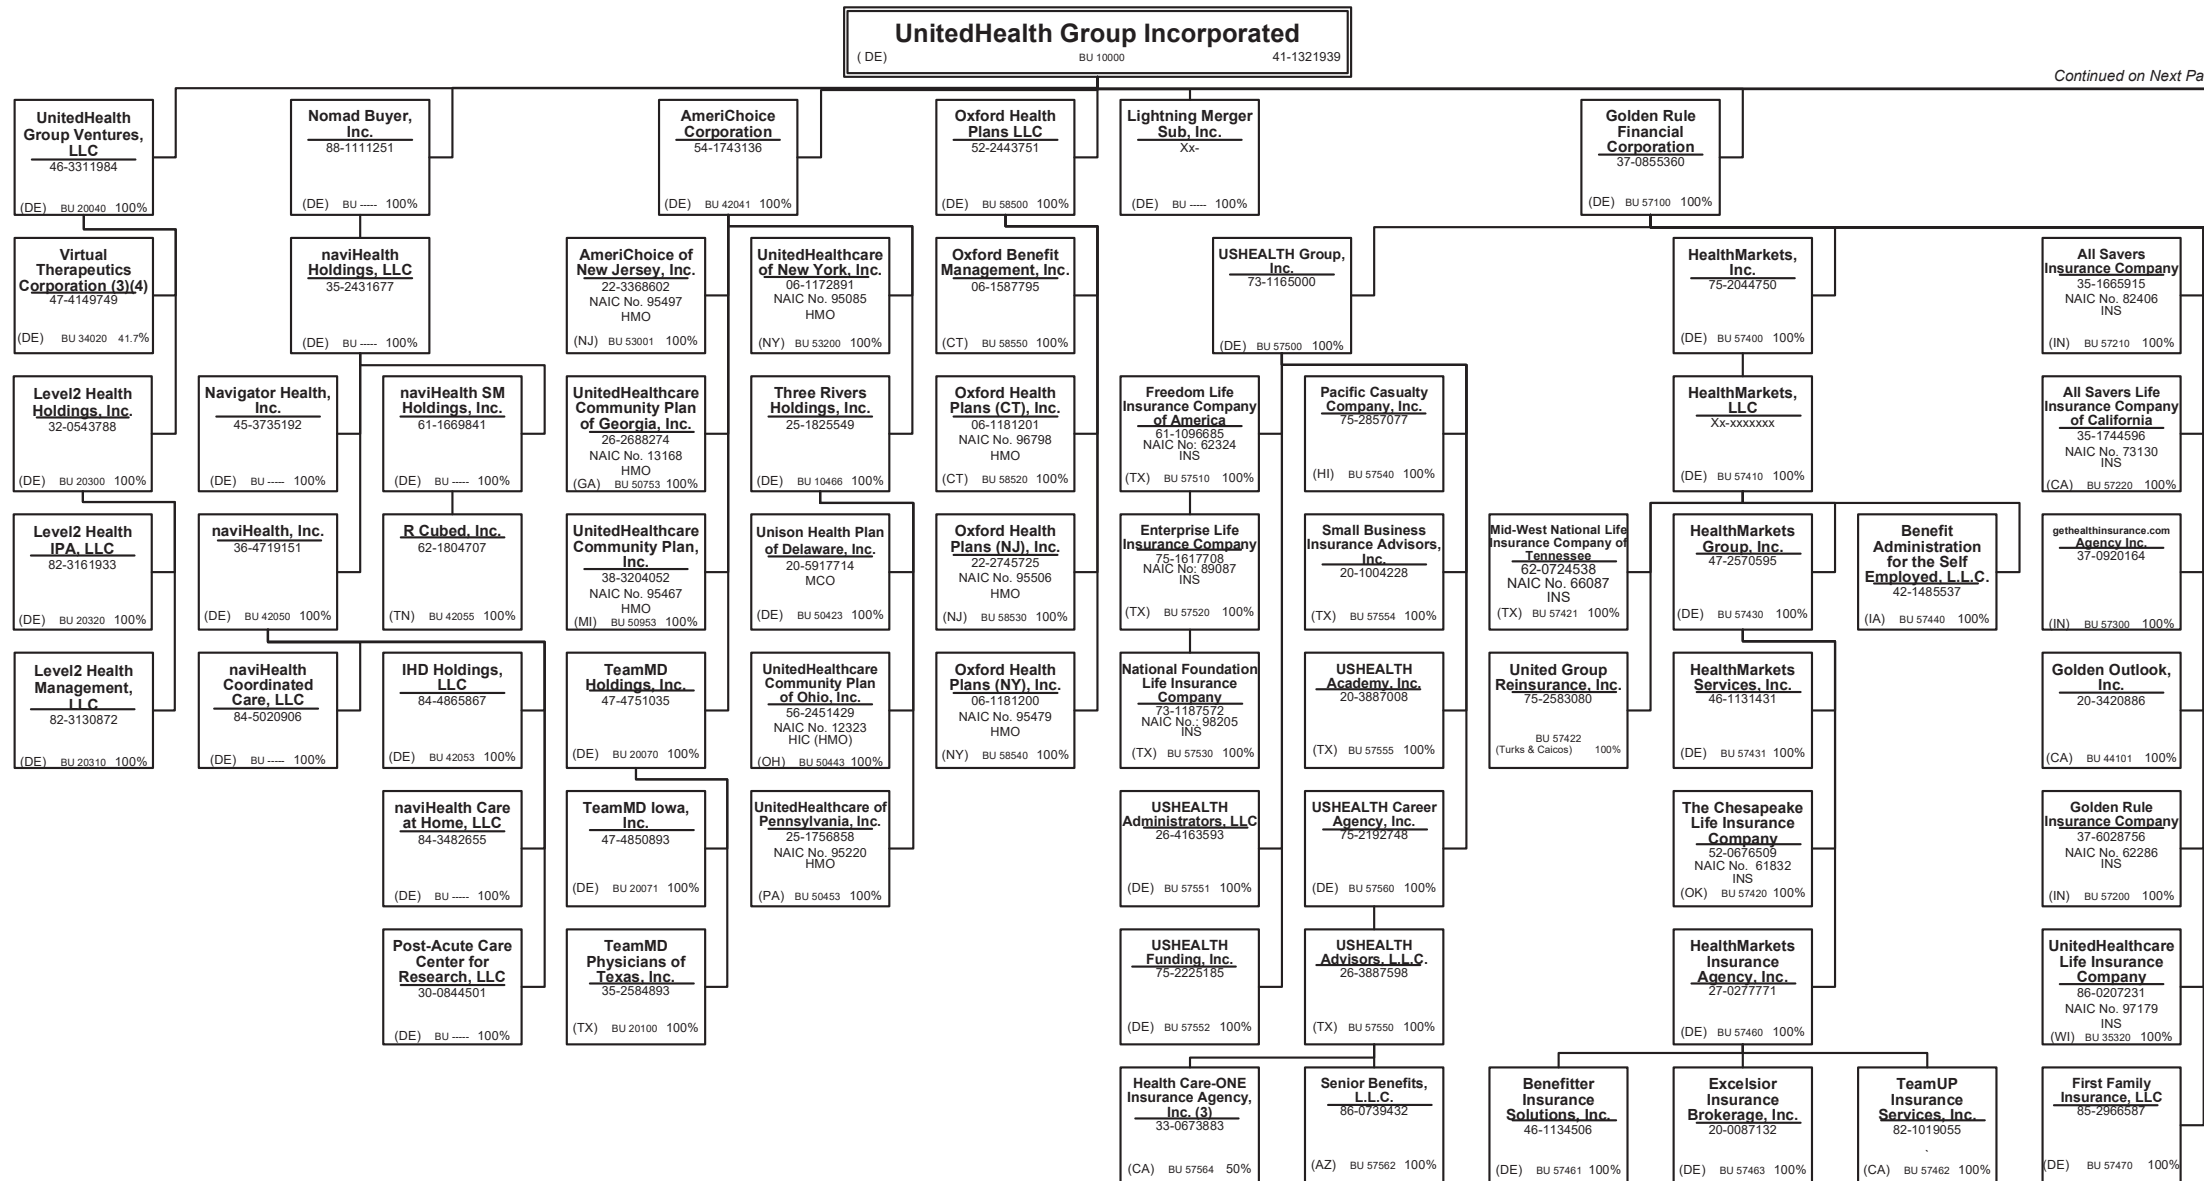 UnitedHealth Group Incorporated
( DE) BU 10000 41-1321939
Continued on Next Pa
UnitedHealth
Group Ventures,
LLC
46-3311984
(DE) BU 20040 100%
Nomad Buyer,
Inc.
88-1111251
(DE) BU ----- 100%
AmeriChoice
Corporation
54-1743136
(DE) BU 42041 100%
Oxford Health
Plans LLC
52-2443751
(DE) BU 58500 100%
Lightning Merger
Sub, Inc.
Xx-
(DE) BU ----- 100%
Golden Rule
Financial
Corporation
37-0855360
(DE) BU 57100 100%
Virtual
Therapeutics
Corporation (3)(4)
47-4149749
(DE) BU 34020 41.7%
naviHealth
Holdings, LLC
35-2431677
(DE) BU ----- 100%
AmeriChoice of
New Jersey, Inc.
22-3368602
NAIC No. 95497
HMO
(NJ) BU 53001 100%
UnitedHealthcare
of New York, Inc.
06-1172891
NAIC No. 95085
HMO
(NY) BU 53200 100%
Oxford Benefit
Management, Inc.
06-1587795
(CT) BU 58550 100%
USHEALTH Group,
Inc.
73-1165000
(DE) BU 57500 100%
HealthMarkets,
Inc.
75-2044750
(DE) BU 57400 100%
All Savers
Insurance Company
35-1665915
NAIC No. 82406
INS
(IN) BU 57210 100%
Level2 Health
Holdings, Inc.
32-0543788
(DE) BU 20300 100%
Navigator Health,
Inc.
45-3735192
(DE) BU ----- 100%
naviHealth SM
Holdings, Inc.
61-1669841
(DE) BU ----- 100%
UnitedHealthcare
Community Plan
of Georgia, Inc.
26-2688274
NAIC No. 13168
HMO
(GA) BU 50753 100%
Three Rivers
Holdings, Inc.
25-1825549
(DE) BU 10466 100%
Oxford Health
Plans (CT), Inc.
06-1181201
NAIC No. 96798
HMO
(CT) BU 58520 100%
Freedom Life
Insurance Company
of America
61-1096685
NAIC No: 62324
INS
(TX) BU 57510 100%
Pacific Casualty
Company, Inc.
75-2857077
(HI) BU 57540 100%
HealthMarkets,
LLC
Xx-xxxxxxx
(DE) BU 57410 100%
All Savers Life
Insurance Company
of California
35-1744596
NAIC No. 73130
INS
(CA) BU 57220 100%
Level2 Health
IPA, LLC
82-3161933
(DE) BU 20320 100%
naviHealth, Inc.
36-4719151
(DE) BU 42050 100%
R Cubed, Inc.
62-1804707
(TN) BU 42055 100%
UnitedHealthcare
Community Plan,
Inc.
38-3204052
NAIC No. 95467
HMO
(MI) BU 50953 100%
Unison Health Plan
of Delaware, Inc.
20-5917714
MCO
(DE) BU 50423 100%
Oxford Health
Plans (NJ), Inc.
22-2745725
NAIC No. 95506
HMO
(NJ) BU 58530 100%
Enterprise Life
Insurance Company
75-1617708
NAIC No: 89087
INS
(TX) BU 57520 100%
Small Business
Insurance Advisors,
Inc.
20-1004228
(TX) BU 57554 100%
Mid-West National Life
Insurance Company of
Tennessee
62-0724538
NAIC No. 66087
INS
(TX) BU 57421 100%
HealthMarkets
Group, Inc.
47-2570595
(DE) BU 57430 100%
Benefit
Administration
for the Self
Employed, L.L.C.
42-1485537
(IA) BU 57440 100%
gethealthinsurance.com
Agency Inc.
37-0920164
(IN) BU 57300 100%
Level2 Health
Management,
LLC
82-3130872
(DE) BU 20310 100%
naviHealth
Coordinated
Care, LLC
84-5020906
(DE) BU ----- 100%
IHD Holdings,
LLC
84-4865867
(DE) BU 42053 100%
TeamMD
Holdings, Inc.
47-4751035
(DE) BU 20070 100%
UnitedHealthcare
Community Plan
of Ohio, Inc.
56-2451429
NAIC No. 12323
HIC (HMO)
(OH) BU 50443 100%
Oxford Health
Plans (NY), Inc.
06-1181200
NAIC No. 95479
HMO
(NY) BU 58540 100%
National Foundation
Life Insurance
Company
73-1187572
NAIC No.: 98205
INS
(TX) BU 57530 100%
USHEALTH
Academy, Inc.
20-3887008
(TX) BU 57555 100%
United Group
Reinsurance, Inc.
75-2583080
BU 57422
(Turks & Caicos) 100%
HealthMarkets
Services, Inc.
46-1131431
(DE) BU 57431 100%
Golden Outlook,
Inc.
20-3420886
(CA) BU 44101 100%
naviHealth Care
at Home, LLC
84-3482655
(DE) BU ----- 100%
TeamMD Iowa,
Inc.
47-4850893
(DE) BU 20071 100%
UnitedHealthcare of
Pennsylvania, Inc.
25-1756858
NAIC No. 95220
HMO
(PA) BU 50453 100%
USHEALTH
Administrators, LLC
26-4163593
(DE) BU 57551 100%
USHEALTH Career
Agency, Inc.
75-2192748
(DE) BU 57560 100%
The Chesapeake
Life Insurance
Company
52-0676509
NAIC No. 61832
INS
(OK) BU 57420 100%
Golden Rule
Insurance Company
37-6028756
NAIC No. 62286
INS
(IN) BU 57200 100%
Post-Acute Care
Center for
Research, LLC
30-0844501
(DE) BU ----- 100%
TeamMD
Physicians of
Texas, Inc.
35-2584893
(TX) BU 20100 100%
USHEALTH
Funding, Inc.
75-2225185
(DE) BU 57552 100%
USHEALTH
Advisors, L.L.C.
26-3887598
(TX) BU 57550 100%
HealthMarkets
Insurance
Agency, Inc.
27-0277771
(DE) BU 57460 100%
UnitedHealthcare
Life Insurance
Company
86-0207231
NAIC No. 97179
INS
(WI) BU 35320 100%
Health Care-ONE
Insurance Agency,
Inc. (3)
33-0673883
(CA) BU 57564 50%
Senior Benefits,
L.L.C.
86-0739432
(AZ) BU 57562 100%
Benefitter
Insurance
Solutions, Inc.
46-1134506
(DE) BU 57461 100%
Excelsior
Insurance
Brokerage, Inc.
20-0087132
(DE) BU 57463 100%
TeamUP
Insurance
Services, Inc.
82-1019055
`
(CA) BU 57462 100%
First Family
Insurance, LLC
85-2966587
(DE) BU 57470 100%